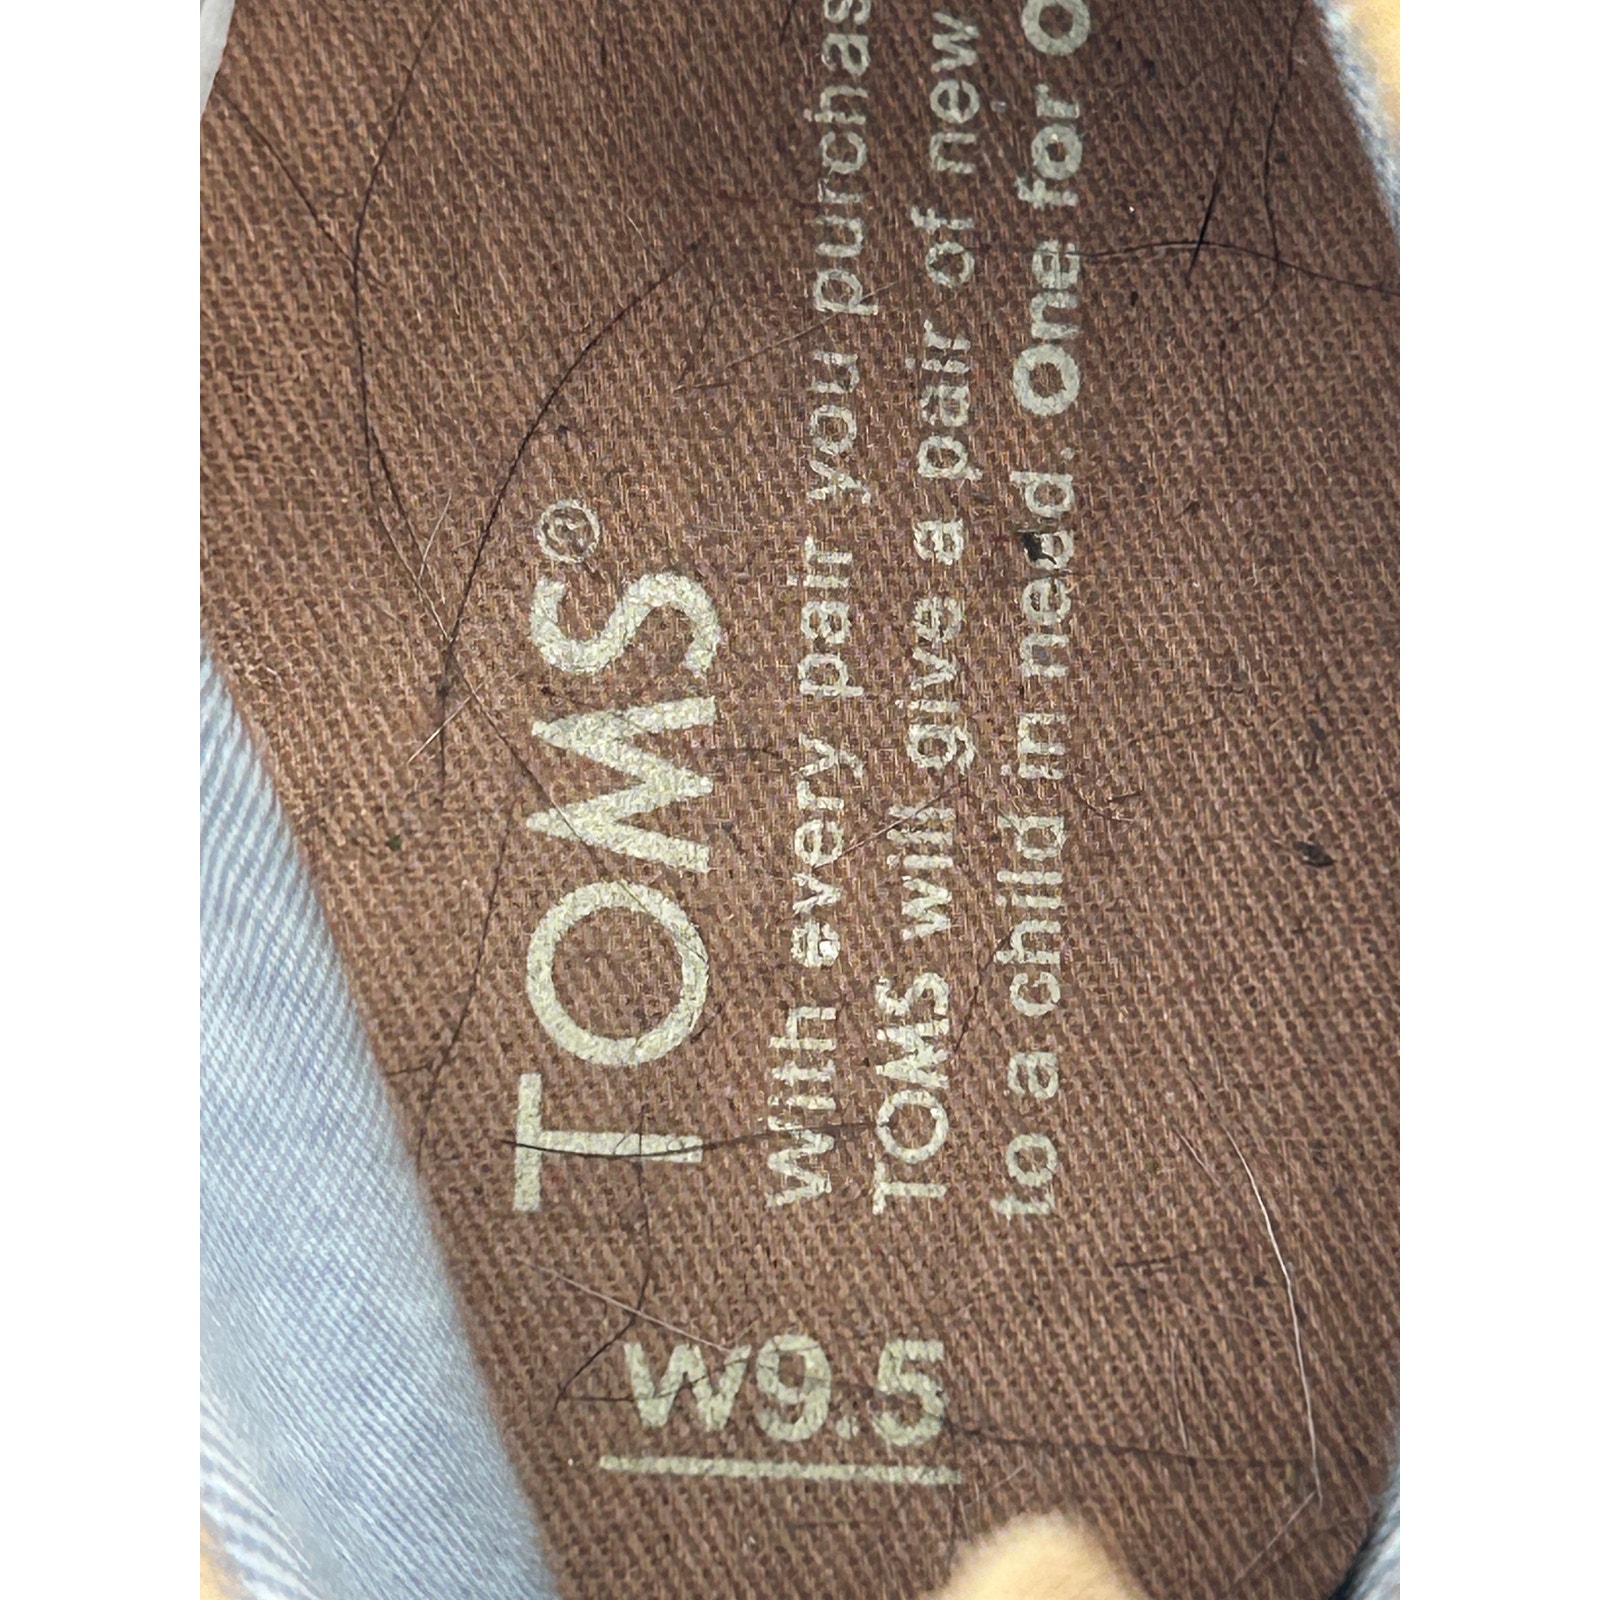 TOMS®
With every pair you purchas
TOMS will give a pair of new
to a child in need. One for O
W9.5